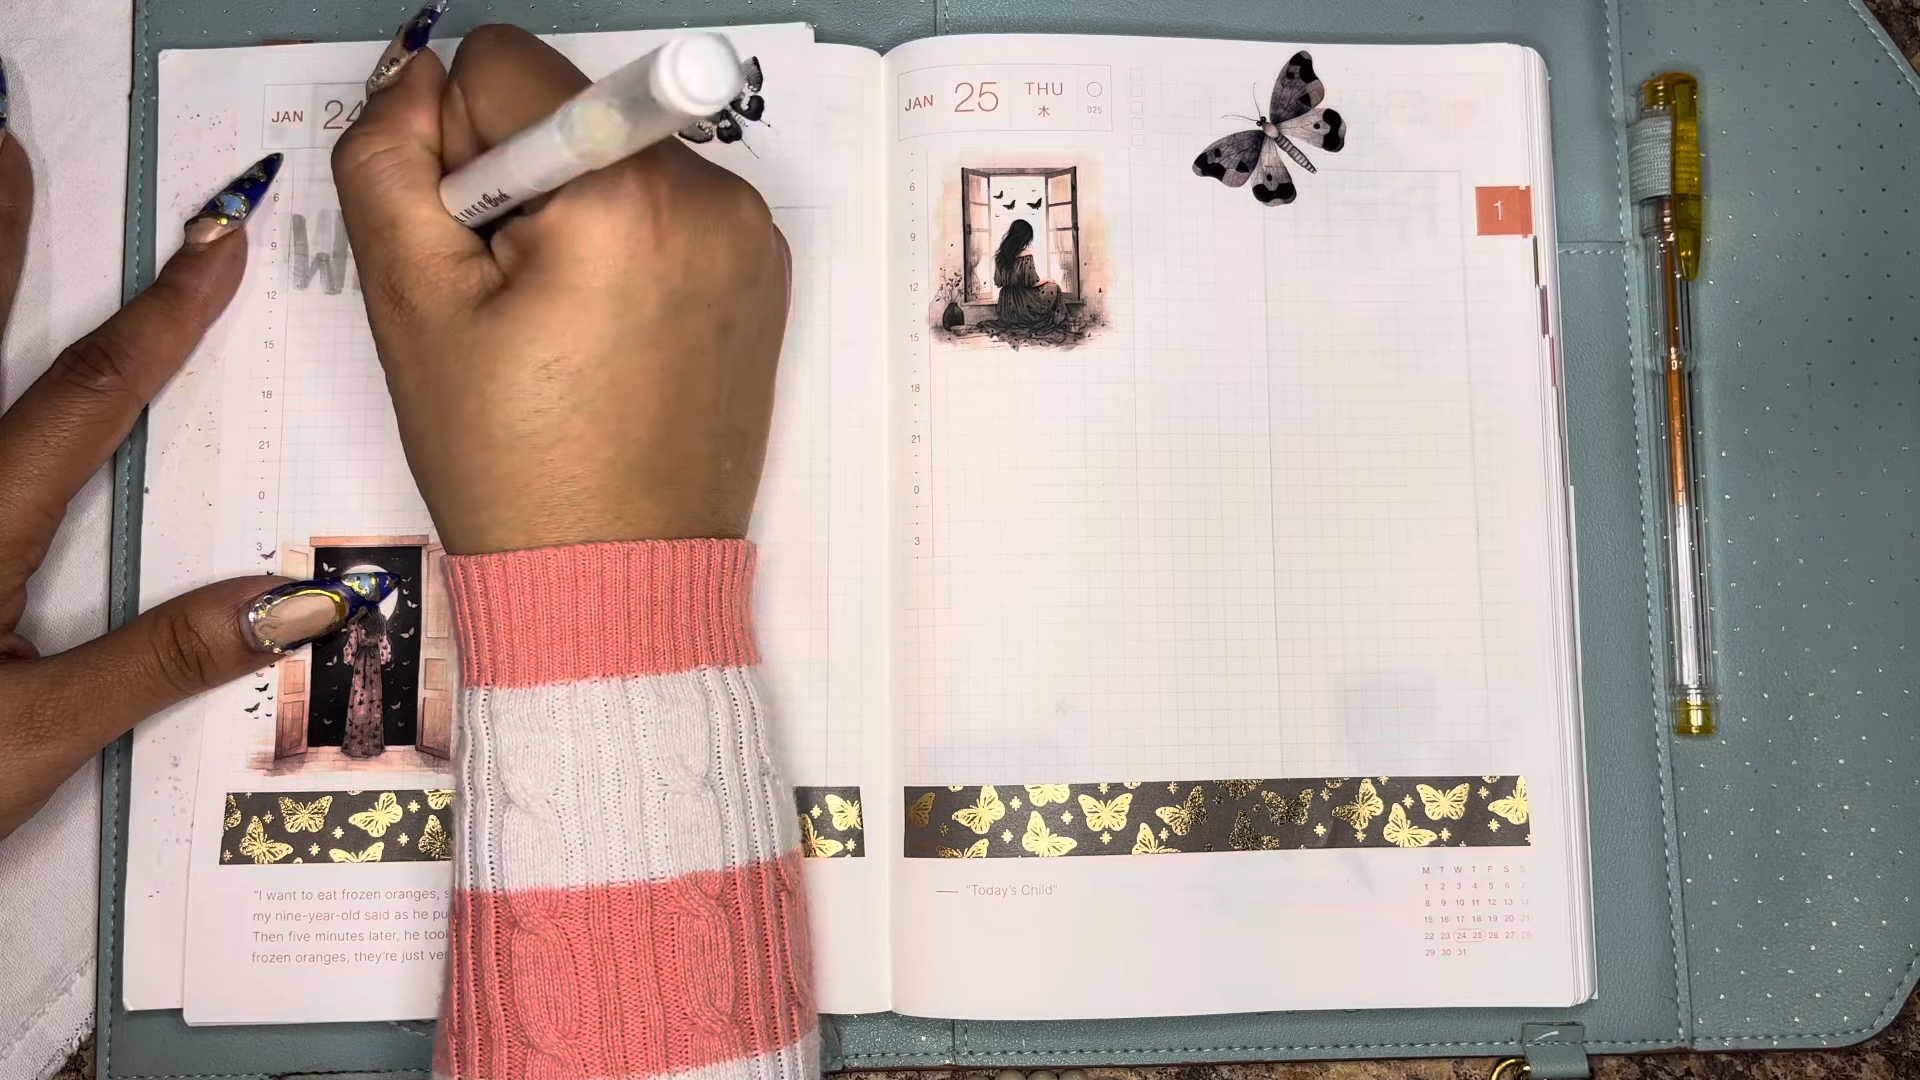 JAN 24
6
9
12
15
18
21
0
3
W
LINER Bach
"I want to eat frozen oranges,
my nine-year-old said as he
Then five minutes later, he
frozen oranges, they're just
JAN 25 THU
木 025
6
9
12
15
18
21
0
3
1
— "Today's Child"
M T W T F S S
1 2 3 4 5 6 7
8 9 10 11 12 13 14
15 16 17 18 19 20 21
22 23 24 25 26 27 28
29 30 31